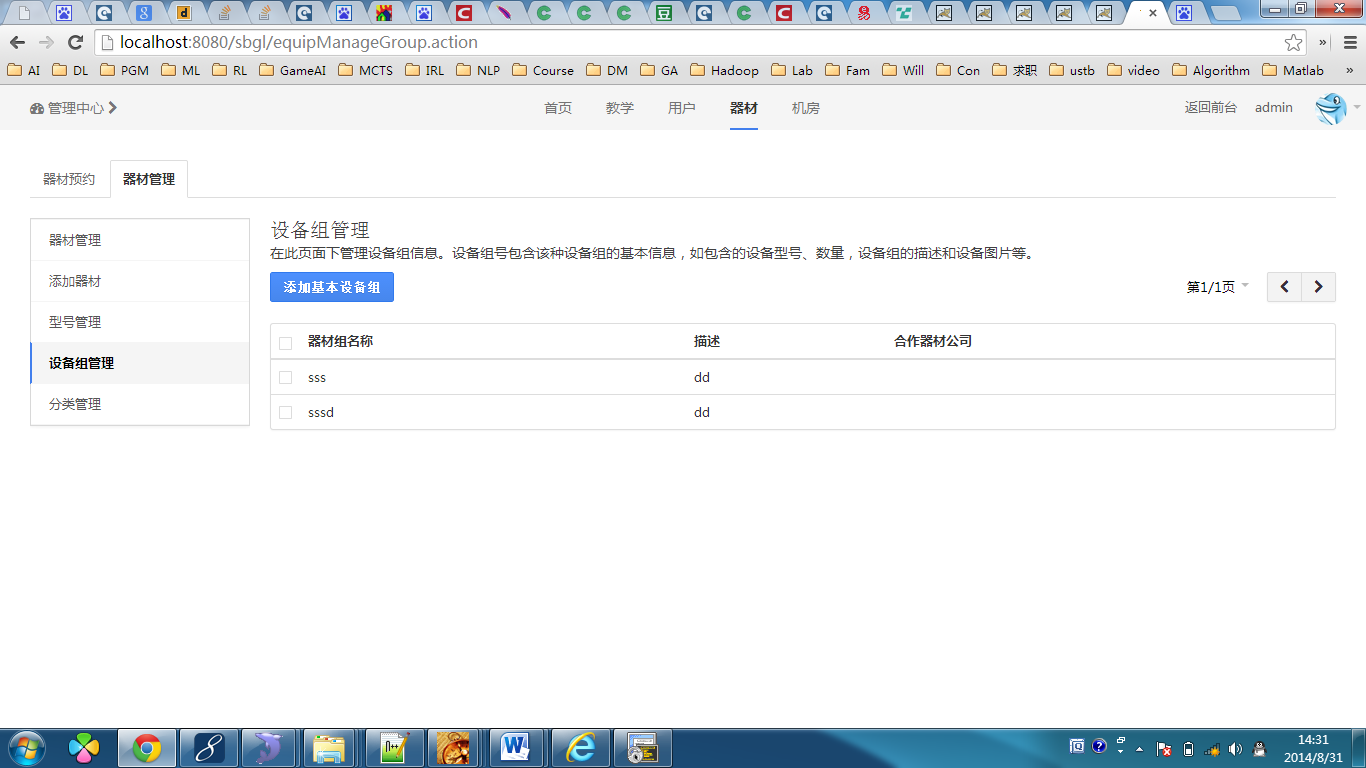 localhost:8080/sbgl/equipManageGroup.action
»
AI DL PGM ML RL GameAI MCTS IRL NLP Course DM GA Hadoop Lab Fam Will Con 求职 ustb video Algorithm Matlab »
管理中心 首页 教学 用户 器材 机房 返回前台 admin
器材预约 器材管理
器材管理
添加器材
型号管理
设备组管理
分类管理
设备组管理
在此页面下管理设备组信息。设备组号包含该种设备组的基本信息，如包含的设备型号、数量，设备组的描述和设备图片等。
添加基本设备组 第1/1页
器材组名称 描述 合作器材公司
sss dd
sssd dd
14:31
2014/8/31